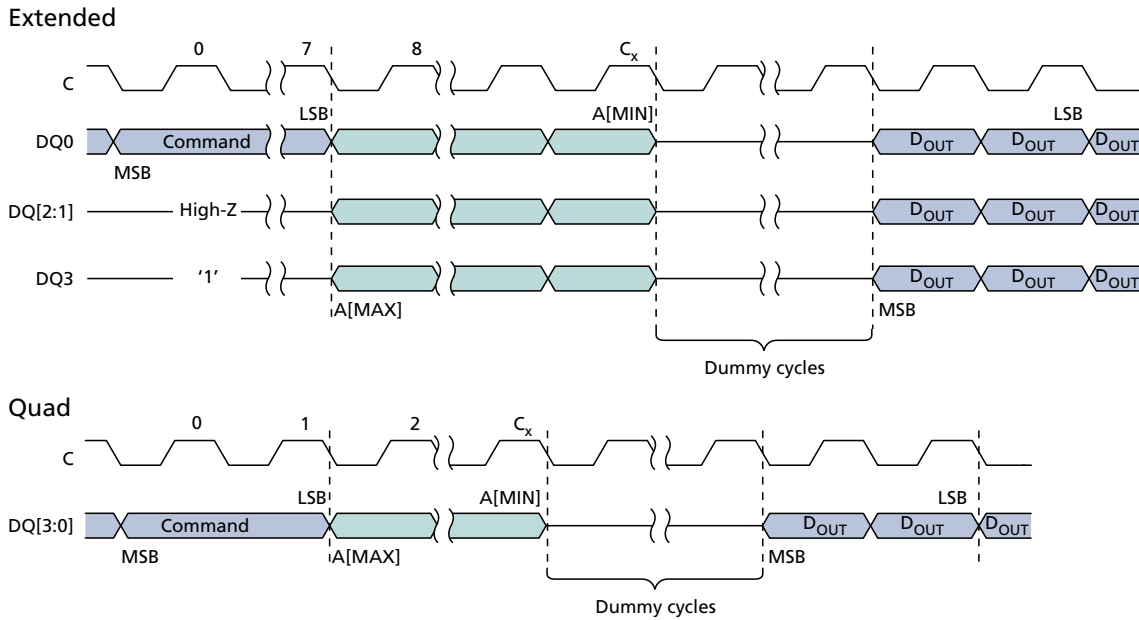 Extended
0 7 8 Cx
C
LSB A[MIN] LSB
DQ0 Command DOUT DOUT DOUT
MSB
DQ[2:1] High-Z DOUT DOUT DOUT
DQ3 ‘1’ DOUT DOUT DOUT
A[MAX] MSB
Dummy cycles
Quad
0 1 2 Cx
C
LSB A[MIN] LSB
DQ[3:0] Command DOUT DOUT DOUT
MSB A[MAX] MSB
Dummy cycles